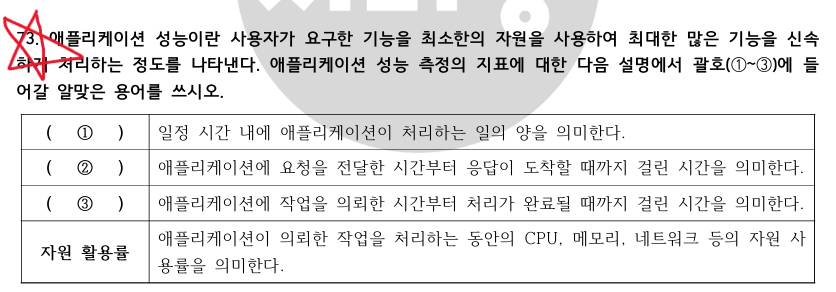 73. 애플리케이션 성능이란 사용자가 요구한 기능을 최소한의 자원을 사용하여 최대한 많은 기능을 신속
하게 처리하는 정도를 나타낸다. 애플리케이션 성능 측정의 지표에 대한 다음 설명에서 괄호(①~③)에 들
어갈 알맞은 용어를 쓰시오.
( ① ) 일정 시간 내에 애플리케이션이 처리하는 일의 양을 의미한다.
( ② ) 애플리케이션에 요청을 전달한 시간부터 응답이 도착할 때까지 걸린 시간을 의미한다.
( ③ ) 애플리케이션에 작업을 의뢰한 시간부터 처리가 완료될 때까지 걸린 시간을 의미한다.
자원 활용률 애플리케이션이 의뢰한 작업을 처리하는 동안의 CPU, 메모리, 네트워크 등의 자원 사
용률을 의미한다.